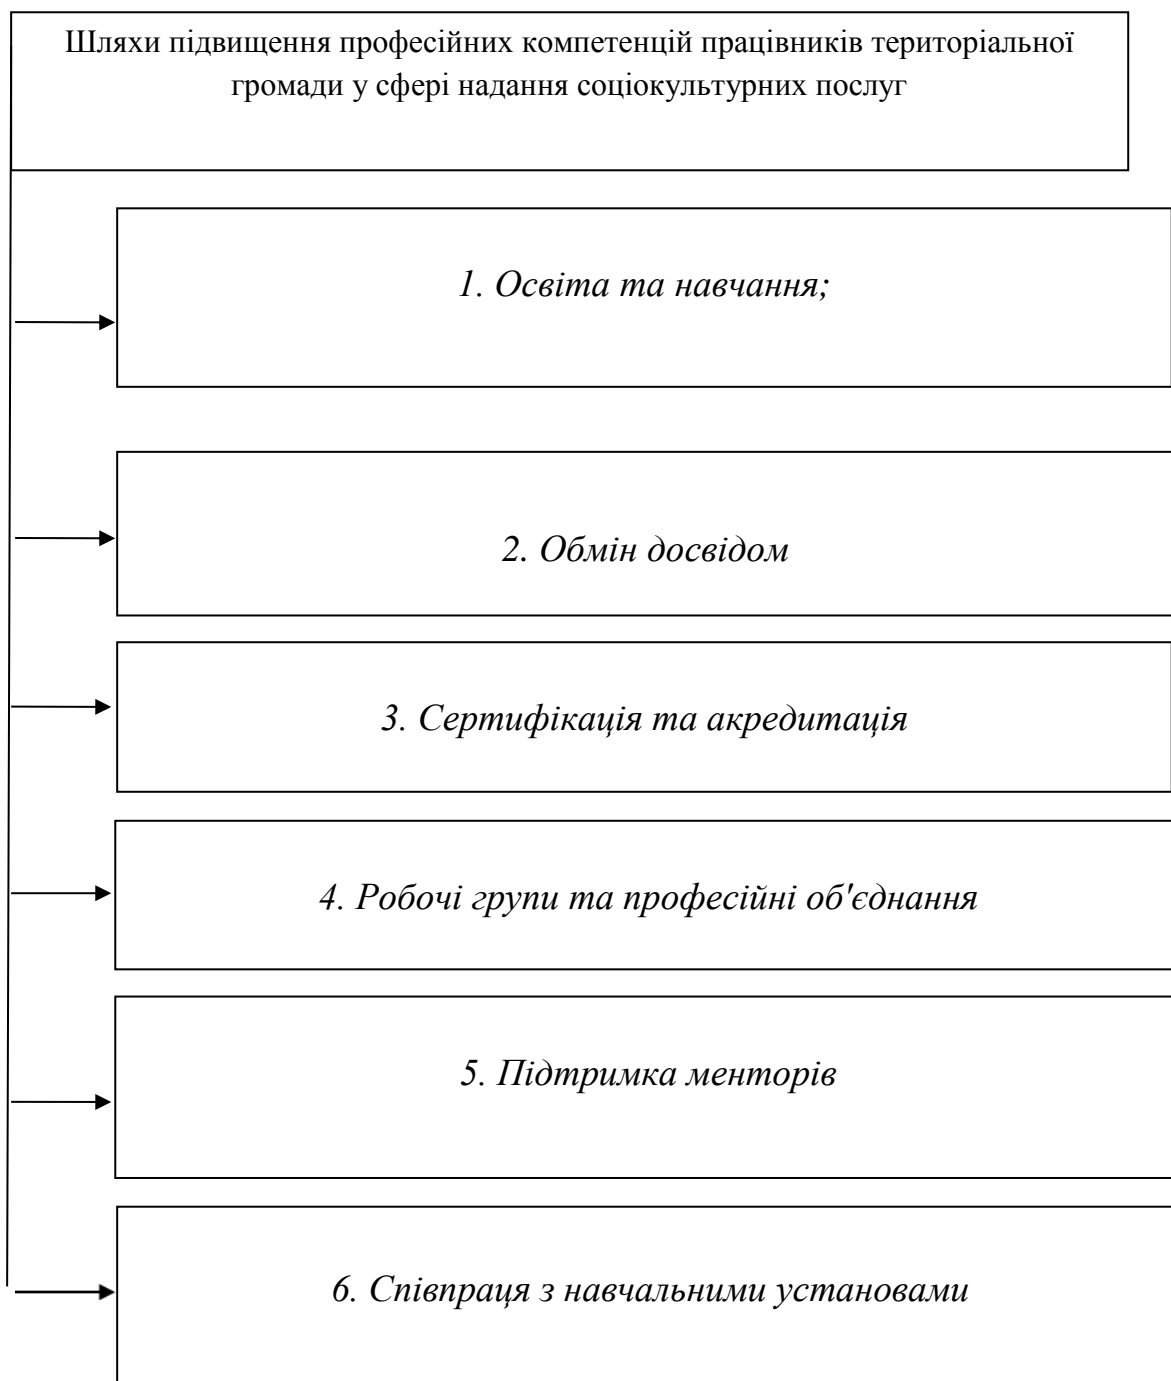 Шляхи підвищення професійних компетенцій працівників територіальної
громади у сфері надання соціокультурних послуг
1. Освіта та навчання;
2. Обмін досвідом
3. Сертифікація та акредитація
4. Робочі групи та професійні об'єднання
5. Підтримка менторів
6. Співпраця з навчальними установами